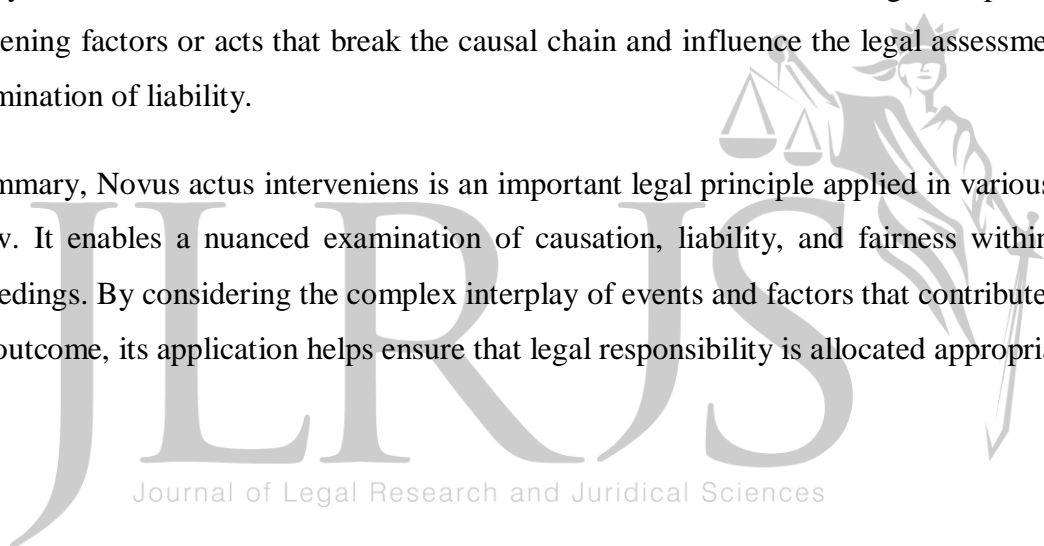 ening factors or acts that break the causal chain and influence the legal assessme
mination of liability.
mmary, Novus actus interveniens is an important legal principle applied in various
w. It enables a nuanced examination of causation, liability, and fairness within
edings. By considering the complex interplay of events and factors that contribute
outcome, its application helps ensure that legal responsibility is allocated appropria
JLRJS
Journal of Legal Research and Juridical Sciences